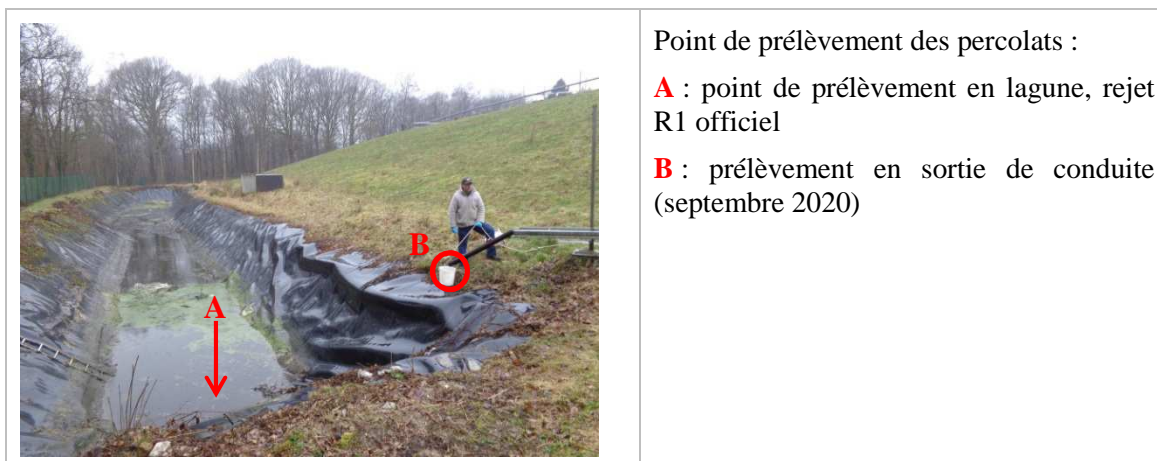 Point de prélèvement des percolats :
A : point de prélèvement en lagune, rejet
R1 officiel
B : prélèvement en sortie de conduite
(septembre 2020)
A
B